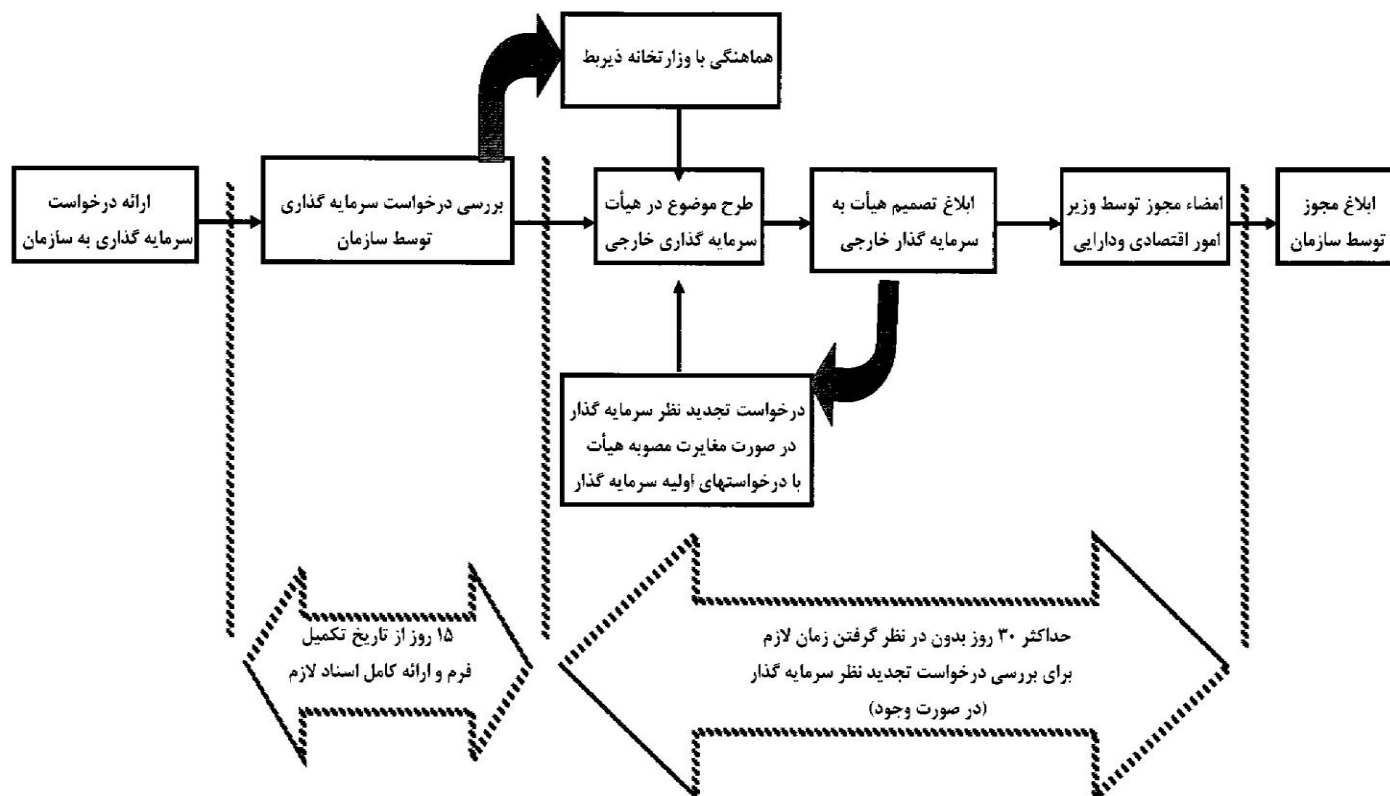 هماهنگی با وزارتخانه ذیربط
ارائه درخواست
سرمایه گذاری به سازمان
بررسی درخواست سرمایه گذاری
توسط سازمان
طرح موضوع در هیأت
سرمایه گذاری خارجی
ابلاغ تصمیم هیأت به
سرمایه گذار خارجی
امضاء مجوز توسط وزیر
امور اقتصادی ودارایی
ابلاغ مجوز
توسط سازمان
درخواست تجدید نظر سرمایه گذار
در صورت مغایرت مصوبه هیأت
با درخواستهای اولیه سرمایه گذار
۱۵ روز از تاریخ تکمیل
فرم و ارائه کامل اسناد لازم
حداکثر ۳۰ روز بدون در نظر گرفتن زمان لازم
برای بررسی درخواست تجدید نظر سرمایه گذار
(در صورت وجود)